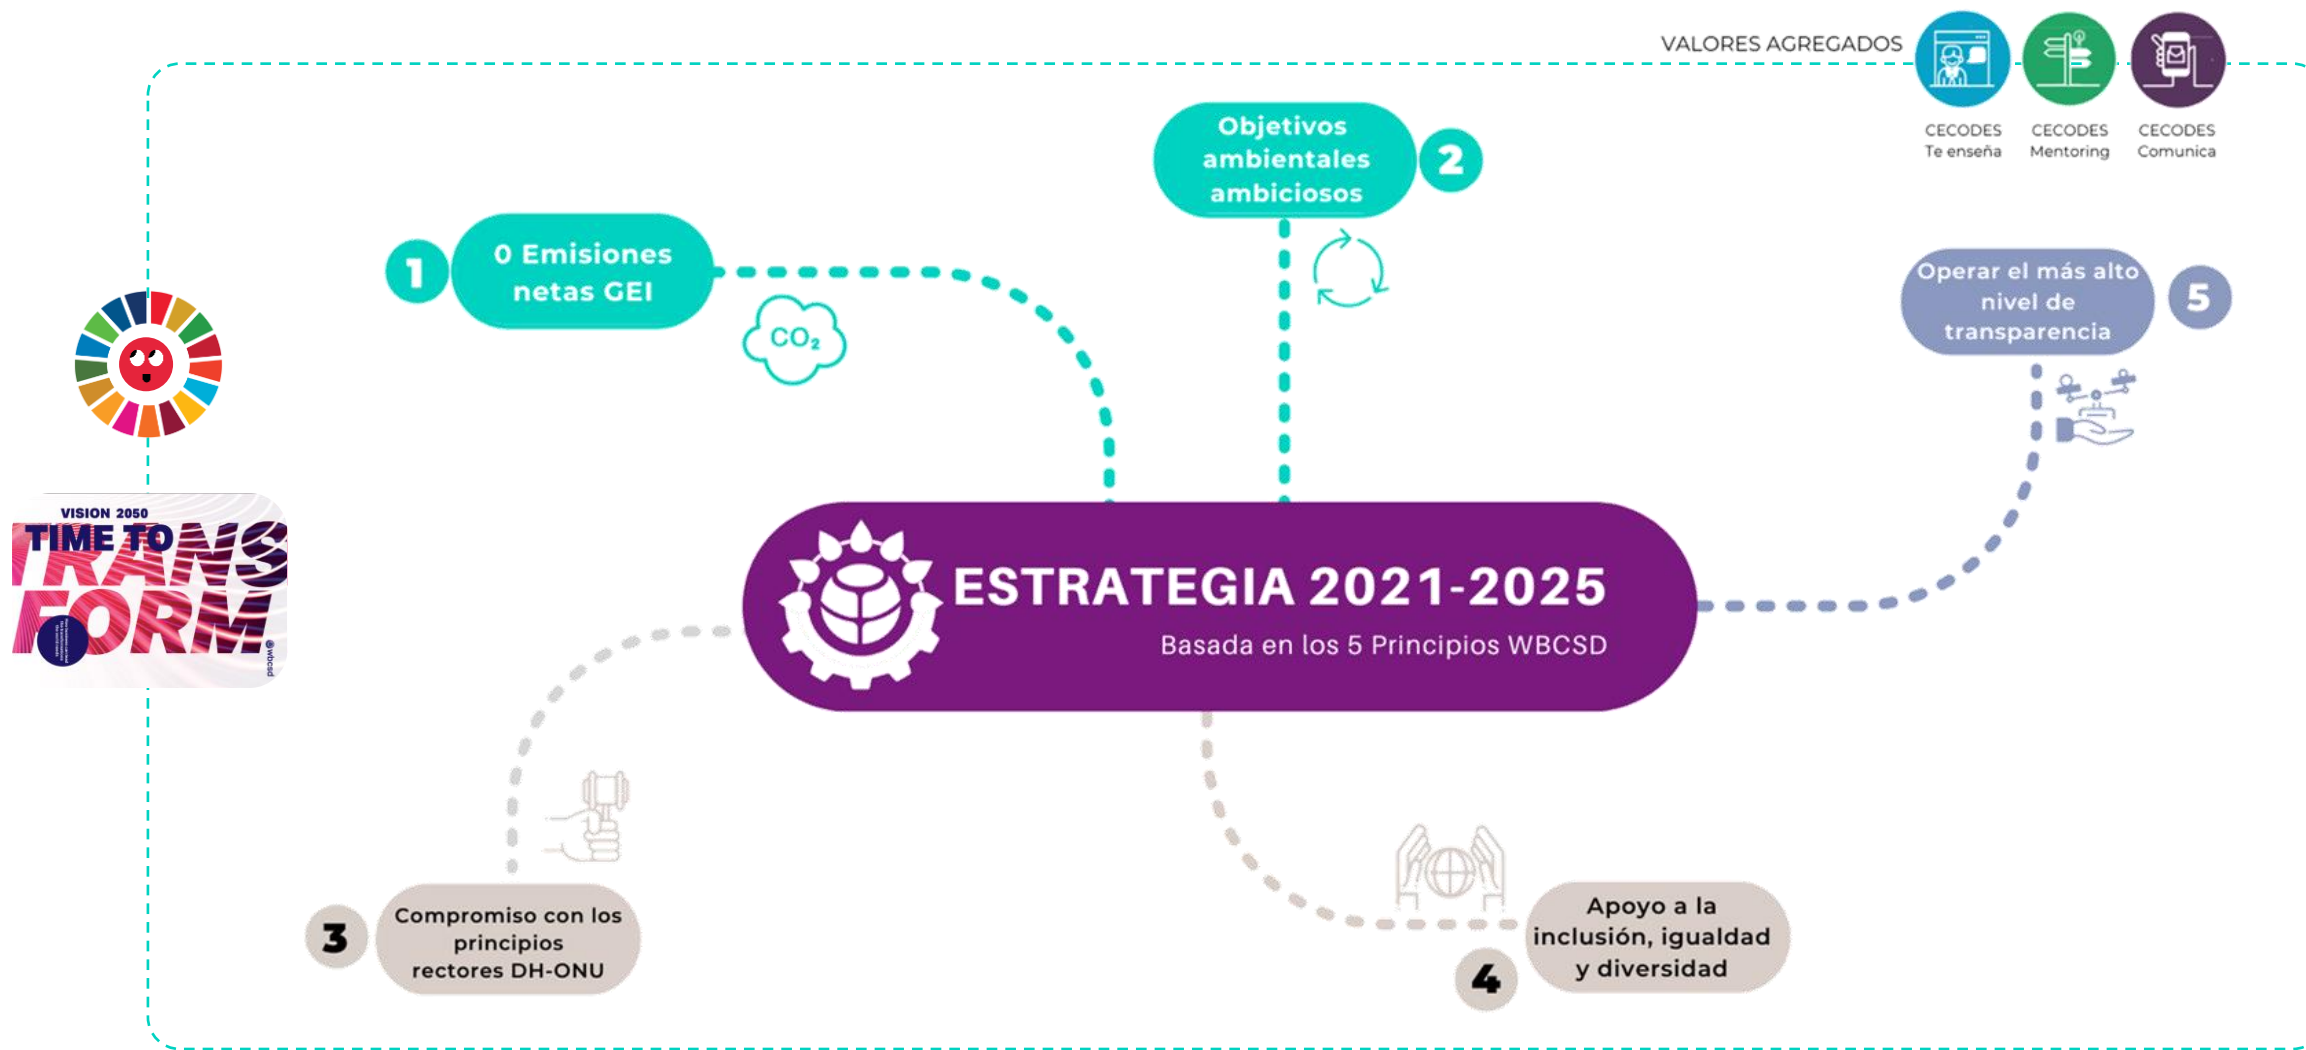 VALORES AGREGADOS
CECODES
Te enseña
CECODES
Mentoring
CECODES
Comunica
Objetivos
ambientales
ambiciosos
2
1
0 Emisiones
netas GEI
CO₂
Operar el más alto
nivel de
transparencia
5
VISION 2050
TIME TO
TRANS
FORM
@wbcsd
ESTRATEGIA 2021-2025
Basada en los 5 Principios WBCSD
3
Compromiso con los
principios
rectores DH-ONU
4
Apoyo a la
inclusión, igualdad
y diversidad